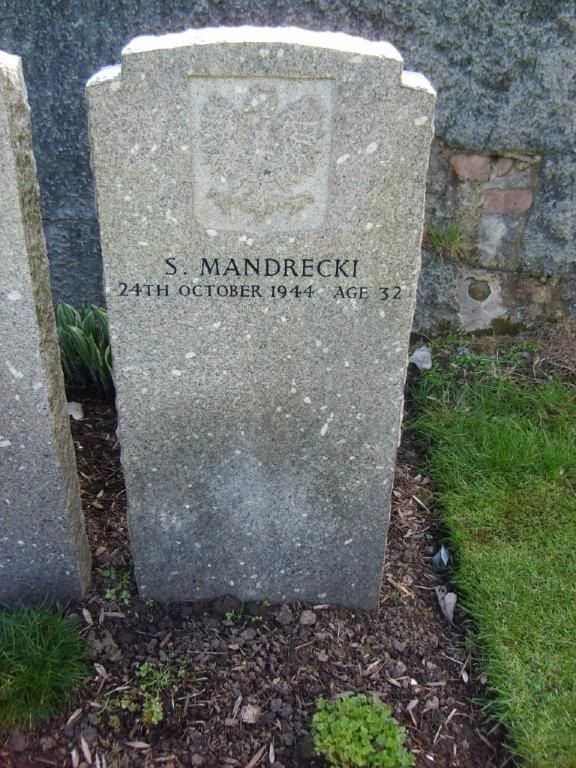 S. MANDRECKI
24TH OCTOBER 1944 AGE 32